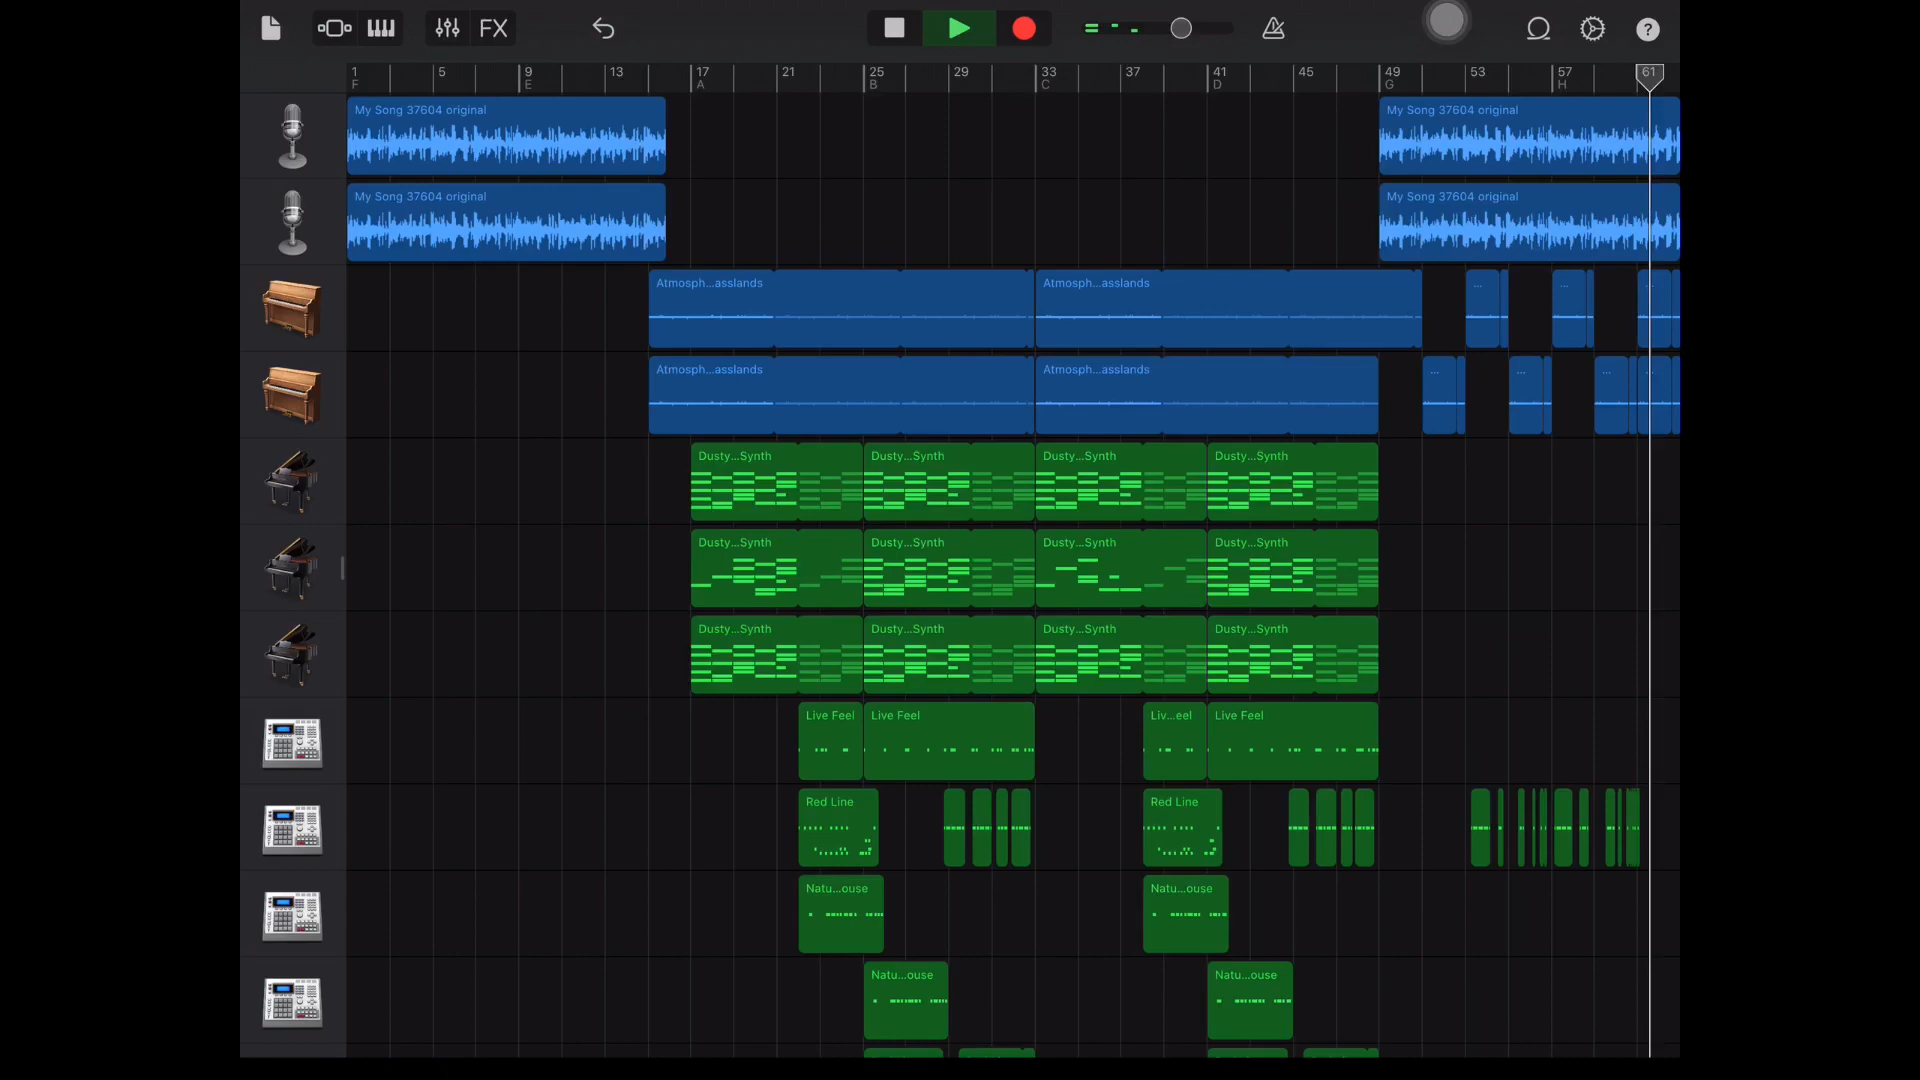 FX
?
1 5 9 13 17 21 25 29 33 37 41 45 49 53 57 61
F E A B C D G H
My Song 37604 original My Song 37604 original
My Song 37604 original My Song 37604 original
Atmosph...asslands Atmosph...asslands ... ... ...
Atmosph...asslands Atmosph...asslands ... ... ... ...
Dusty...Synth Dusty...Synth Dusty...Synth Dusty...Synth
Dusty...Synth Dusty...Synth Dusty...Synth Dusty...Synth
Dusty...Synth Dusty...Synth Dusty...Synth Dusty...Synth
Live Feel Live Feel Liv...eel Live Feel
Red Line Red Line
Natu...ouse Natu...ouse
Natu...ouse Natu...ouse